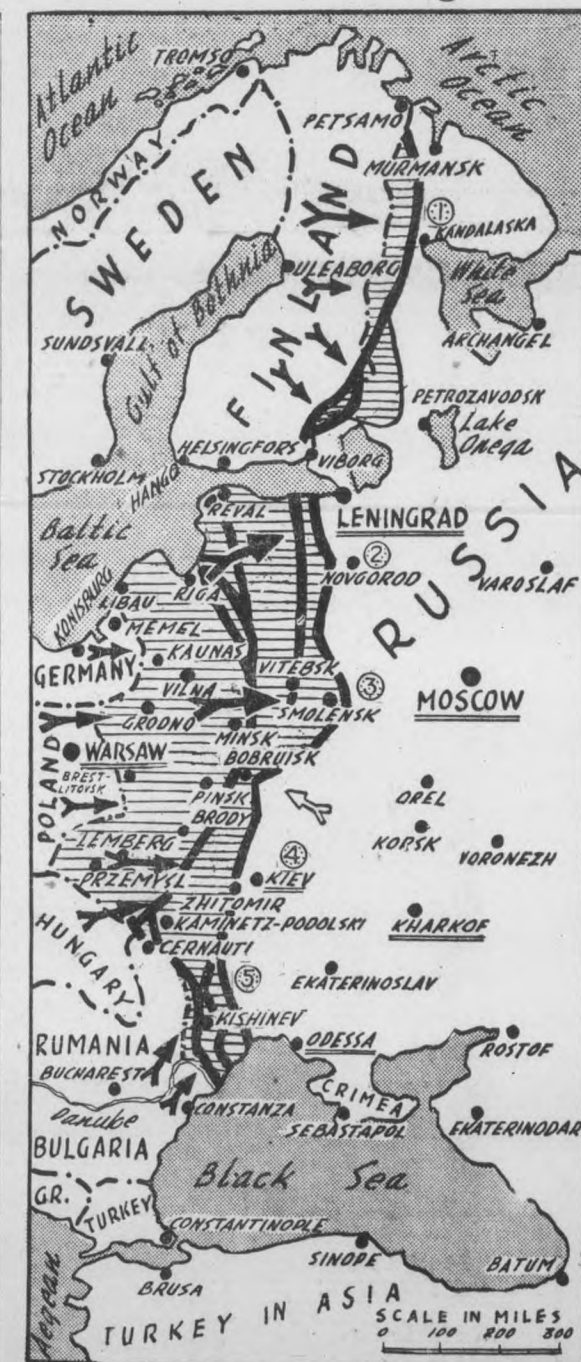 Atlantic
Ocean
TROMSO
Arctic
Ocean
PETSAMO
NORWAY
MURMANSK
SWEDEN
FINLAND
①
KANDALASKA
ULEABORG
White
Sea
Gulf of Bothnia
SUNDSVALL
ARCHANGEL
PETROZAVODSK
Lake
Onega
HELSINGFORS
VIBORG
STOCKHOLM
HANGO
REVAL
LENINGRAD
RUSSIA
Baltic
Sea
②
NOVGOROD
VAROSLAF
RIGA
LIBAU
KONISBURG
MEMEL
KAUNAS
GERMANY
VITEBSK
VILNA
③
MOSCOW
GRODNO
SMOLENSK
MINSK
WARSAW
BOBRUISK
POLAND
BREST-
LITOVSK
PINSK
OREL
BRODY
KORSK
LEMBERG
VORONEZH
④
PRZEMYSL
KIEV
ZHITOMIR
HUNGARY
KAMINETZ-PODOLSKI
KHARKOF
CERNAUTI
⑤
EKATERINOSLAV
KISHINEV
RUMANIA
ODESSA
ROSTOF
BUCHAREST
CRIMEA
Danube
CONSTANZA
SEBASTAPOL
EKATERINODAR
BULGARIA
Black Sea
GR.
TURKEY
CONSTANTINOPLE
SINOPE
BATUM
Aegean
BRUSA
TURKEY IN ASIA
SCALE IN MILES
0 100 200 300